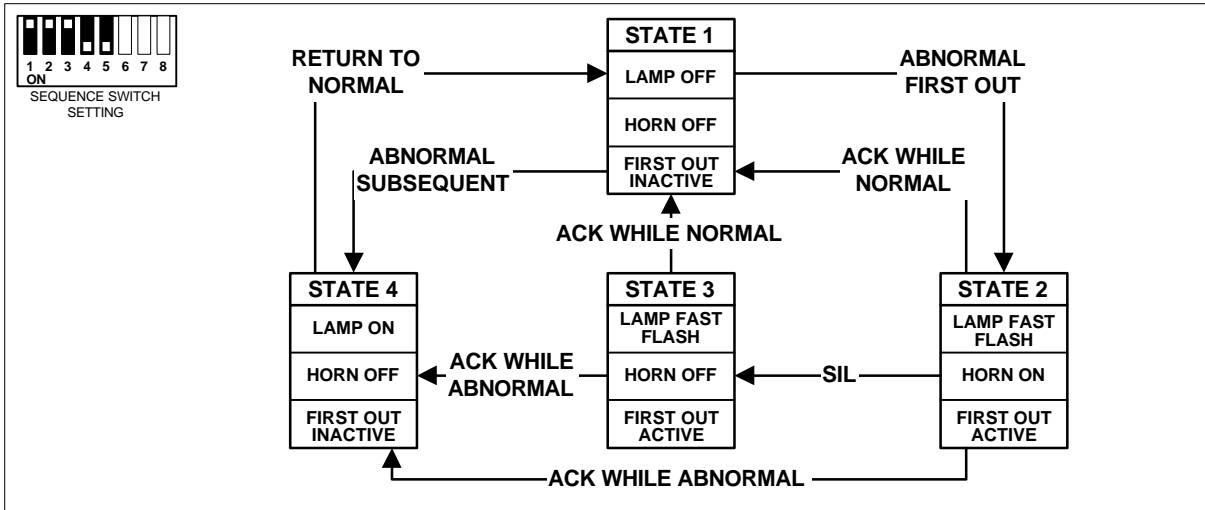 1 2 3 4 5 6 7 8
ON
SEQUENCE SWITCH
SETTING
RETURN TO
NORMAL
STATE 1
LAMP OFF
HORN OFF
FIRST OUT
INACTIVE
ABNORMAL
FIRST OUT
ABNORMAL
SUBSEQUENT
ACK WHILE
NORMAL
ACK WHILE NORMAL
STATE 4
LAMP ON
HORN OFF
FIRST OUT
INACTIVE
ACK WHILE
ABNORMAL
STATE 3
LAMP FAST
FLASH
HORN OFF
FIRST OUT
ACTIVE
SIL
STATE 2
LAMP FAST
FLASH
HORN ON
FIRST OUT
ACTIVE
ACK WHILE ABNORMAL